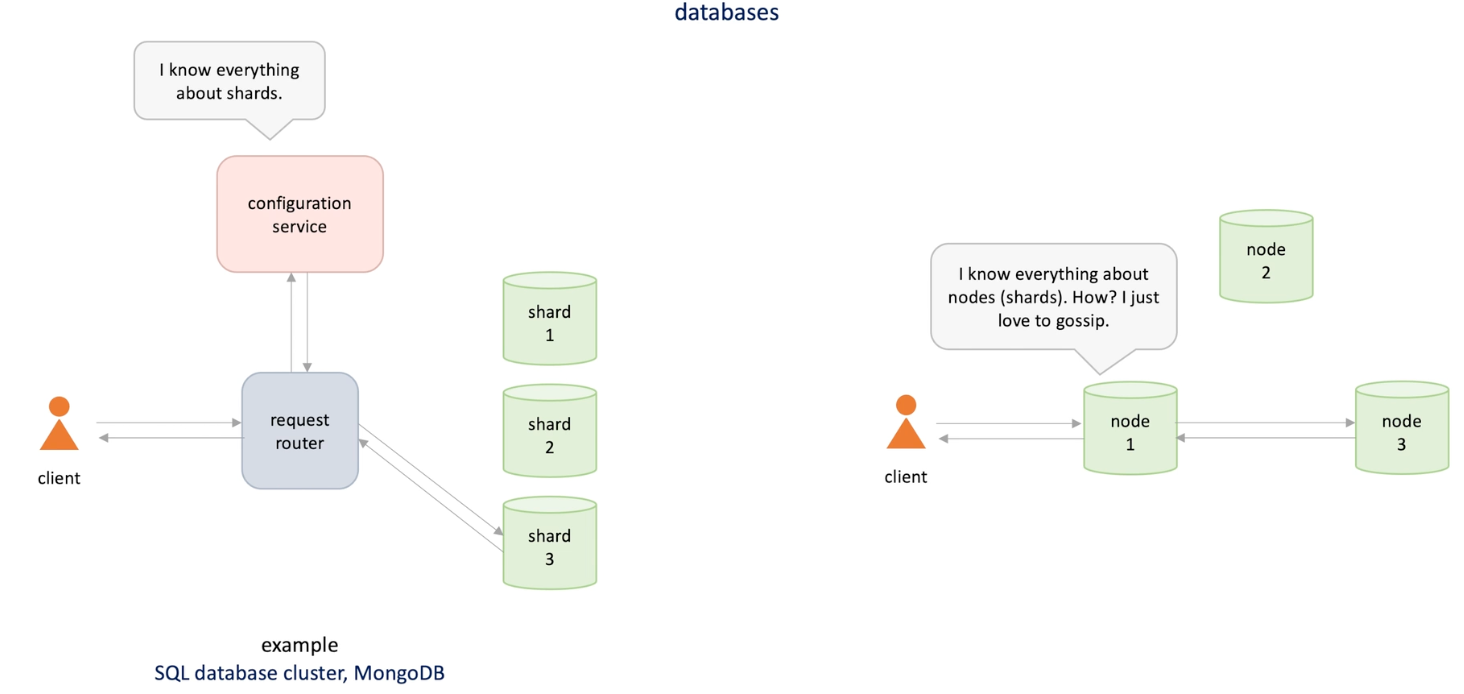 databases
I know everything
about shards.
configuration
service
shard
1
shard
2
shard
3
request
router
client
example
SQL database cluster, MongoDB
I know everything about
nodes (shards). How? I just
love to gossip.
node
2
node
1
node
3
client